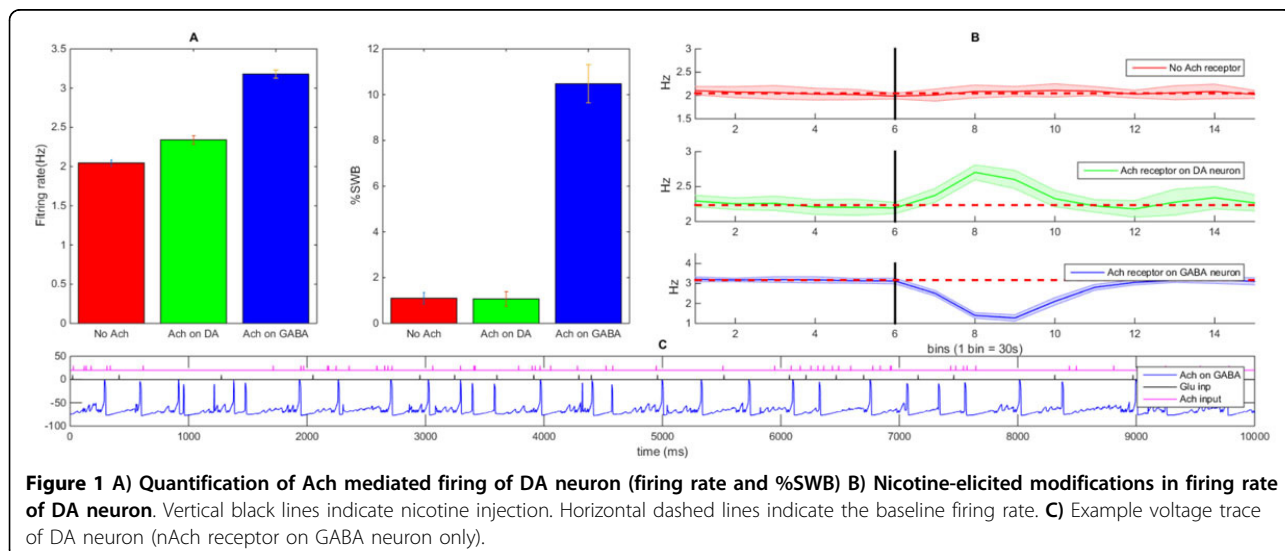 A
B
3.5
3
2.5
2
1.5
1
0.5
0
Fitring rate(Hz)
No Ach
Ach on DA
Ach on GABA
12
10
8
6
4
2
0
%SWB
No Ach
Ach on DA
Ach on GABA
3
2.5
2
1.5
Hz
No Ach receptor
2 4 6 8 10 12 14
3
2.5
2
Hz
Ach receptor on DA neuron
2 4 6 8 10 12 14
4
3
2
1
Hz
Ach receptor on GABA neuron
2 4 6 8 10 12 14
bins (1 bin = 30s)
C
50
0
-50
-100
Ach on GABA
Glu inp
Ach input
0 1000 2000 3000 4000 5000 6000 7000 8000 9000 10000
time (ms)
Figure 1 A) Quantification of Ach mediated firing of DA neuron (firing rate and %SWB) B) Nicotine-elicited modifications in firing rate
of DA neuron. Vertical black lines indicate nicotine injection. Horizontal dashed lines indicate the baseline firing rate. C) Example voltage trace
of DA neuron (nAch receptor on GABA neuron only).